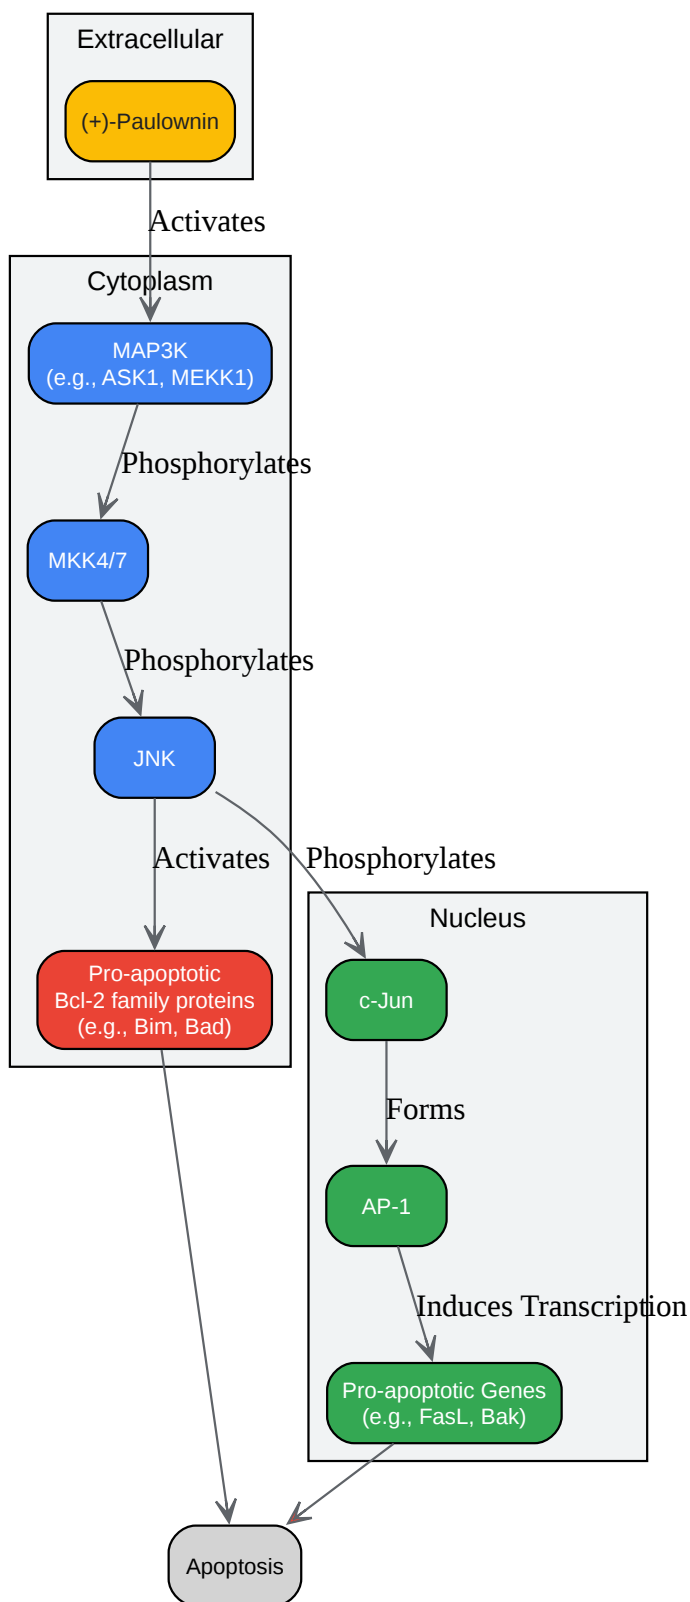 Extracellular
(+)-Paulownin
Activates
Cytoplasm
MAP3K
(e.g., ASK1, MEKK1)
Phosphorylates
MKK4/7
Phosphorylates
JNK
Activates
Phosphorylates
Nucleus
Pro-apoptotic
Bcl-2 family proteins
(e.g., Bim, Bad)
c-Jun
Forms
AP-1
Induces Transcription
Pro-apoptotic Genes
(e.g., FasL, Bak)
Apoptosis